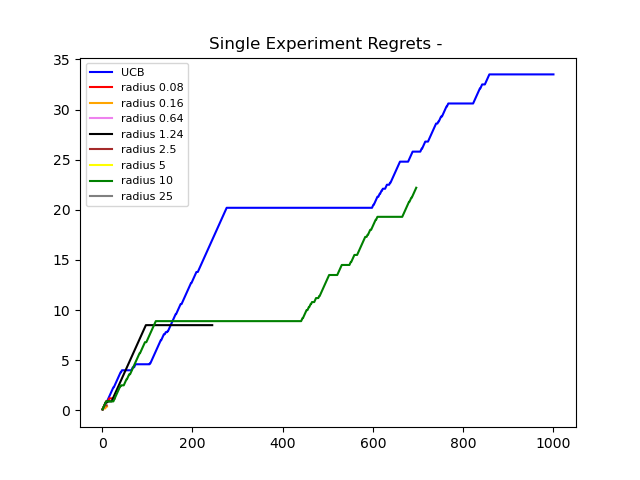 Single Experiment Regrets -
35
30
25
20
15
10
5
0
UCB
radius 0.08
radius 0.16
radius 0.64
radius 1.24
radius 2.5
radius 5
radius 10
radius 25
0 200 400 600 800 1000